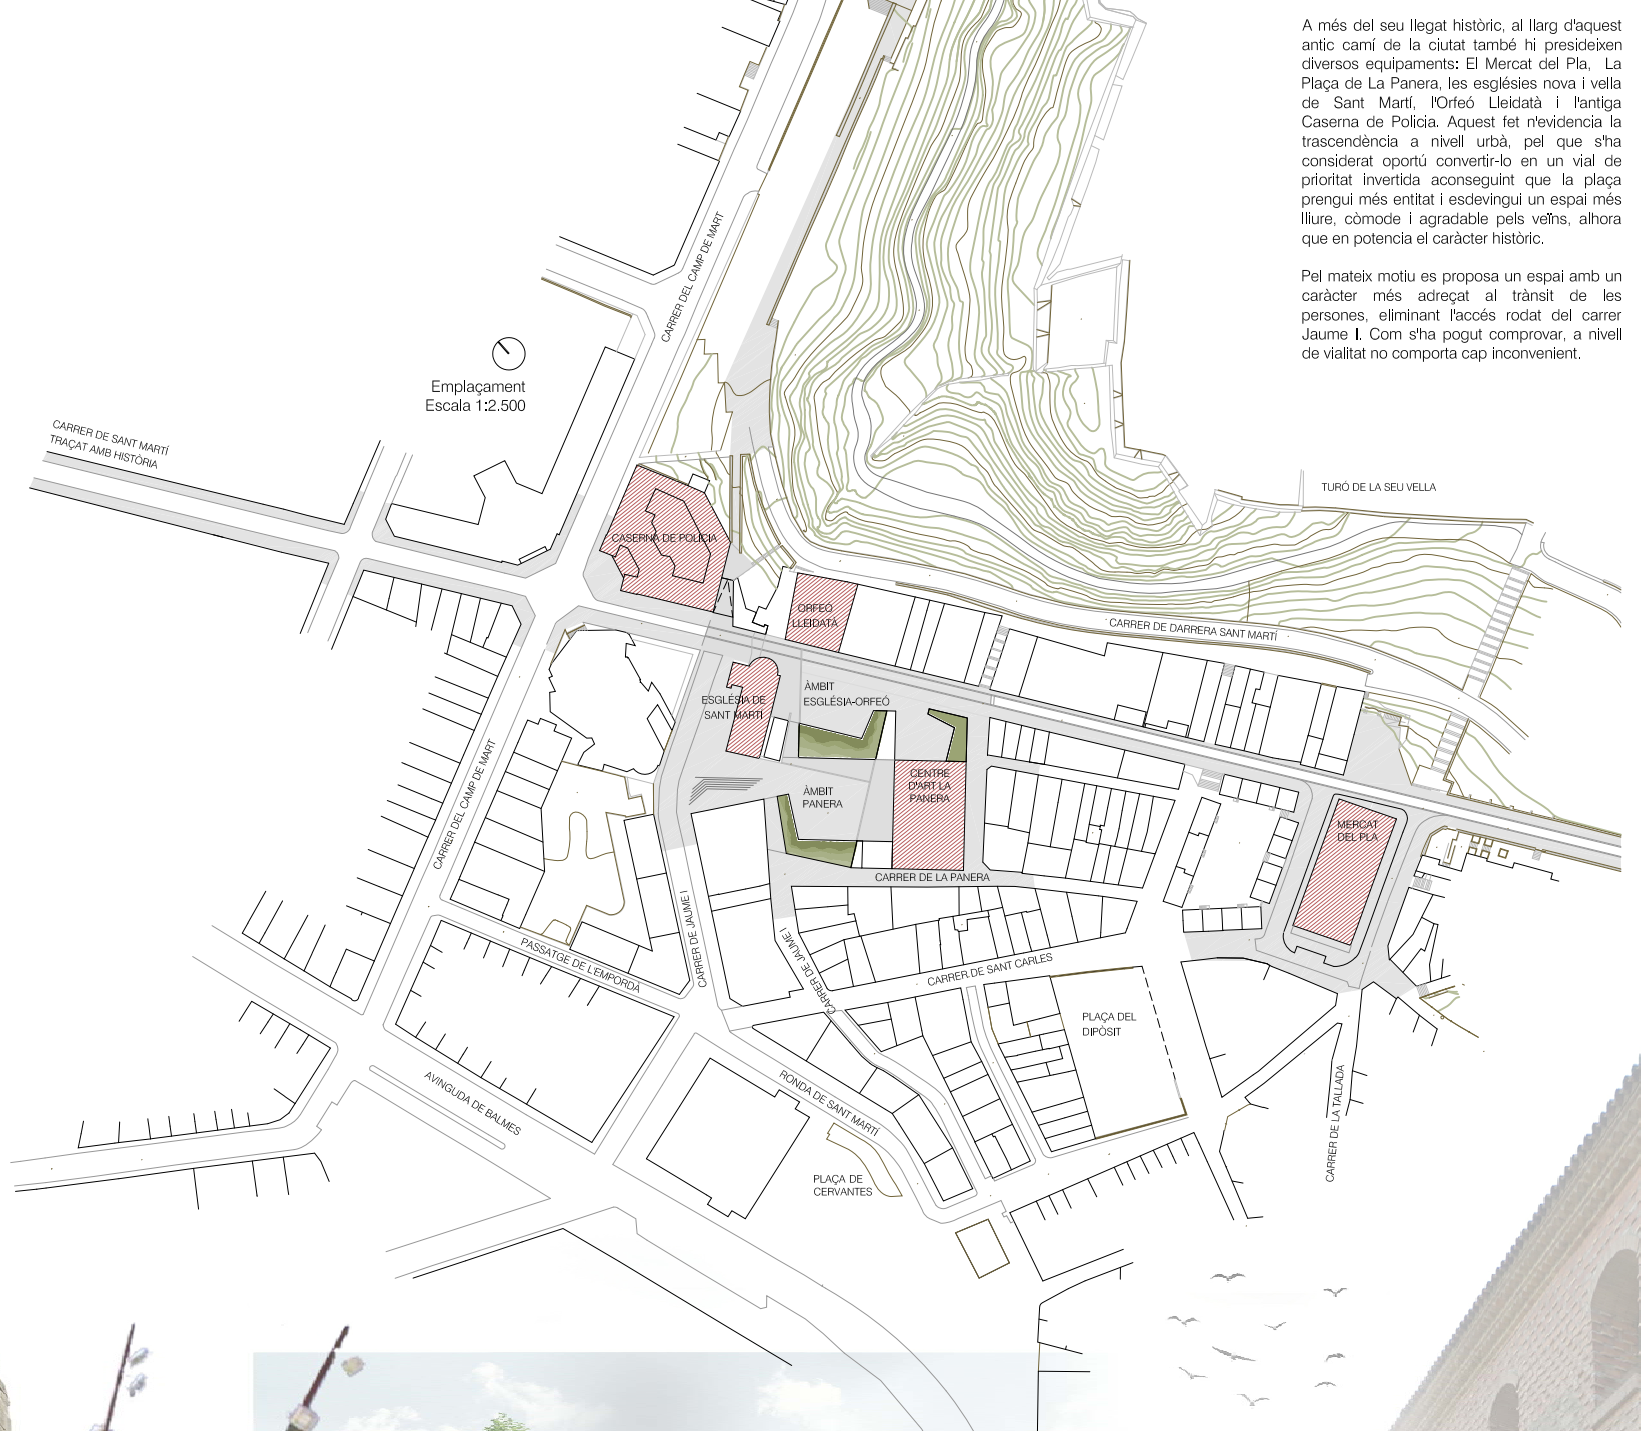 A més del seu llegat històric, al llarg d'aquest
antic camí de la ciutat també hi presideixen
diversos equipaments: El Mercat del Pla, La
Plaça de La Panera, les esglésies nova i vella
de Sant Martí, l'Orfeó Lleidatà i l'antiga
Caserna de Policia. Aquest fet n'evidencia la
trascendència a nivell urbà, pel que s'ha
considerat oportú convertir-lo en un vial de
prioritat invertida aconseguint que la plaça
prengui més entitat i esdevingui un espai més
lliure, còmode i agradable pels veïns, alhora
que en potencia el caràcter històric.
Pel mateix motiu es proposa un espai amb un
caràcter més adreçat al trànsit de les
persones, eliminant l'accés rodat del carrer
Jaume I. Com s'ha pogut comprovar, a nivell
de vialitat no comporta cap inconvenient.
CARRER DEL CAMP DE MART
Emplaçament
Escala 1:2.500
CARRER DE SANT MARTÍ
TRAÇAT AMB HISTÒRIA
TURÓ DE LA SEU VELLA
CASERNA DE POLICIA
ORFEÓ
LLEIDATÀ
CARRER DE DARRERA SANT MARTÍ
ESGLÉSIA DE
SANT MARTÍ
ÀMBIT
ESGLÉSIA-ORFEÓ
CENTRE
D'ART LA
PANERA
ÀMBIT
PANERA
MERCAT
DEL PLA
CARRER DEL CAMP DE MART
CARRER DE LA PANERA
CARRER DE JAUME I
CARRER DE JAUME I
PASSATGE DE L'EMPORDÀ
CARRER DE SANT CARLES
PLAÇA DEL
DIPÒSIT
AVINGUDA DE BALMES
RONDA DE SANT MARTÍ
CARRER DE LA TALLADA
PLAÇA DE
CERVANTES